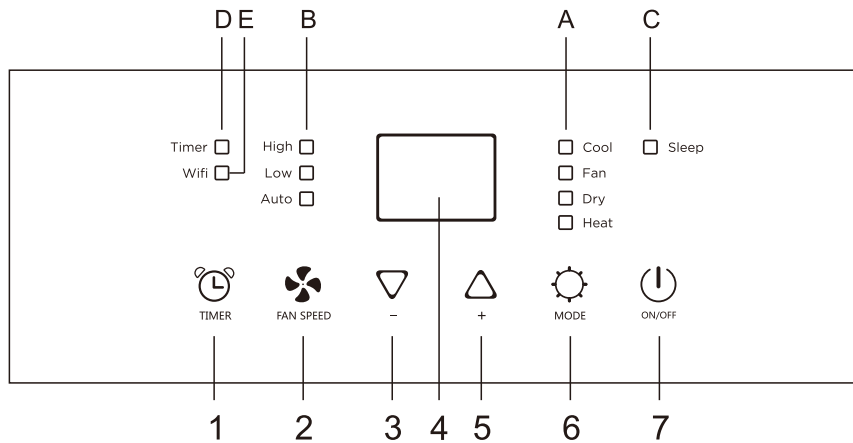 D E B A C
Timer High Cool Sleep
Wifi Low Fan
Auto Dry
Heat
TIMER FAN SPEED − + MODE ON/OFF
1 2 3 4 5 6 7